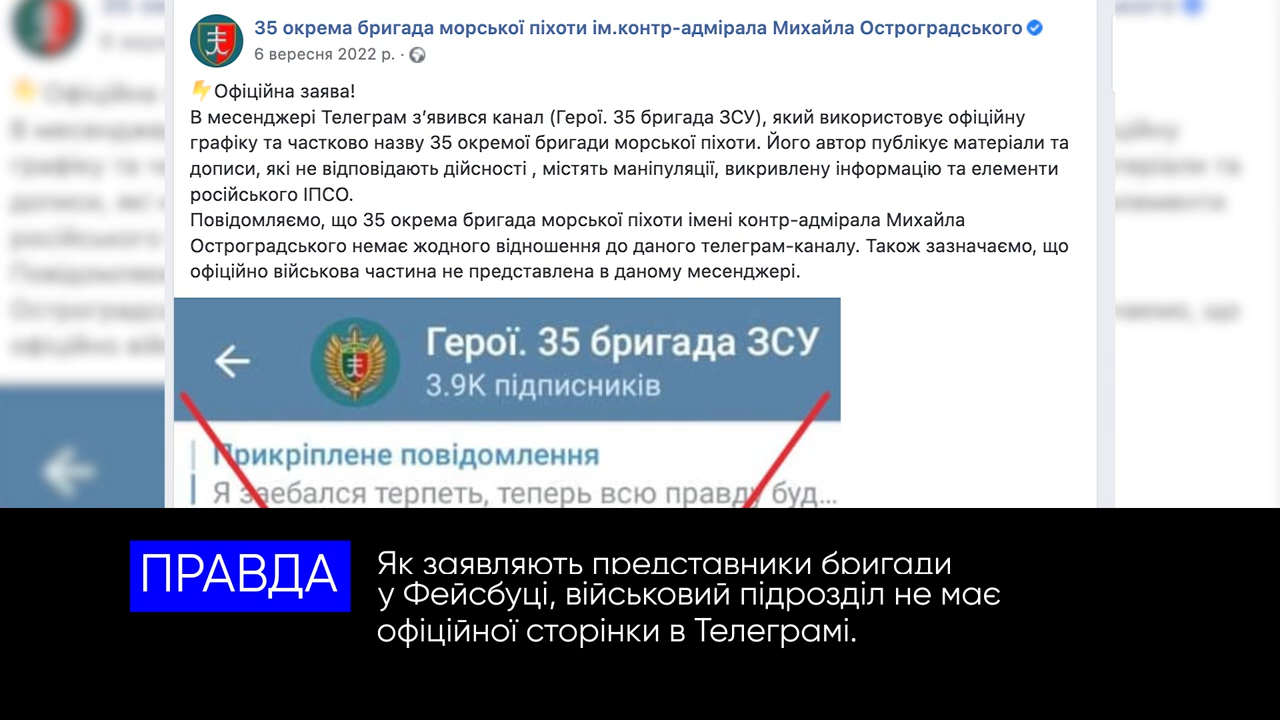 35 окрема бригада морської піхоти ім.контр-адмірала Михайла Остроградського
6 вересня 2022 р. ·
⚡Офіційна заява!
В месенджері Телеграм з’явився канал (Герої. 35 бригада ЗСУ), який використовує офіційну
графіку та частково назву 35 окремої бригади морської піхоти. Його автор публікує матеріали та
дописи, які не відповідають дійсності , містять маніпуляції, викривлену інформацію та елементи
російського ІПСО.
Повідомляємо, що 35 окрема бригада морської піхоти імені контр-адмірала Михайла
Остроградського немає жодного відношення до даного телеграм-каналу. Також зазначаємо, що
офіційно військова частина не представлена в даному месенджері.
Герої. 35 бригада ЗСУ
3.9K підписників
Прикріплене повідомлення
Я заебался терпеть, теперь всю правду буд...
ПРАВДА
Як заявляють представники бригади
у Фейсбуці, військовий підрозділ не має
офіційної сторінки в Телеграмі.